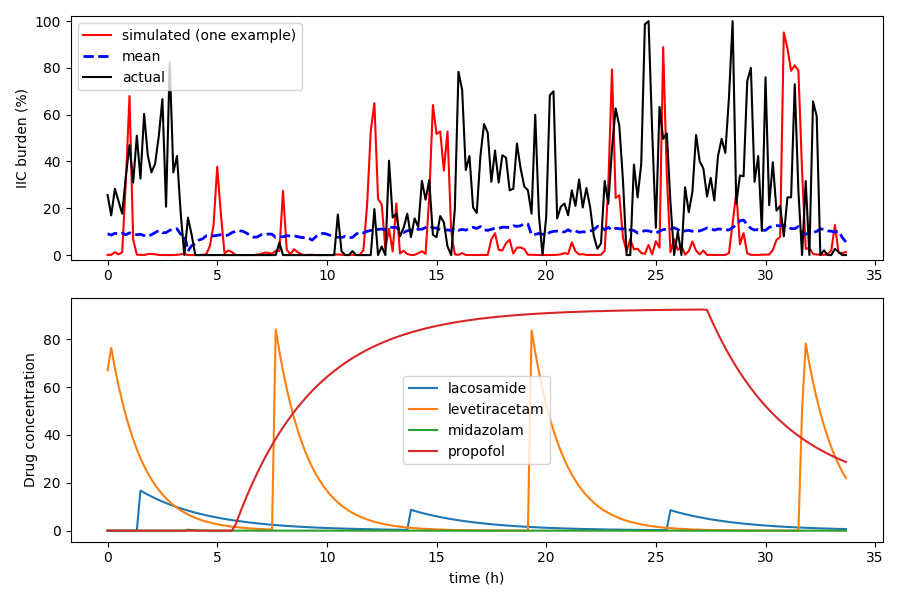 100
80
60
40
20
0
IIC burden (%)
simulated (one example)
mean
actual
0 5 10 15 20 25 30 35
80
60
40
20
0
Drug concentration
lacosamide
levetiracetam
midazolam
propofol
0 5 10 15 20 25 30 35
time (h)